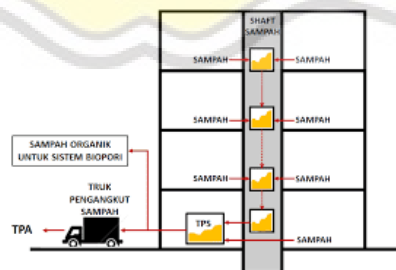 SHAFT
SAMPAH
SAMPAH
SAMPAH
SAMPAH
SAMPAH
SAMPAH ORGANIK
UNTUK SISTEM BIOPORI
SAMPAH
SAMPAH
TRUK
PENGANGKUT
SAMPAH
TPS
TPA
SAMPAH